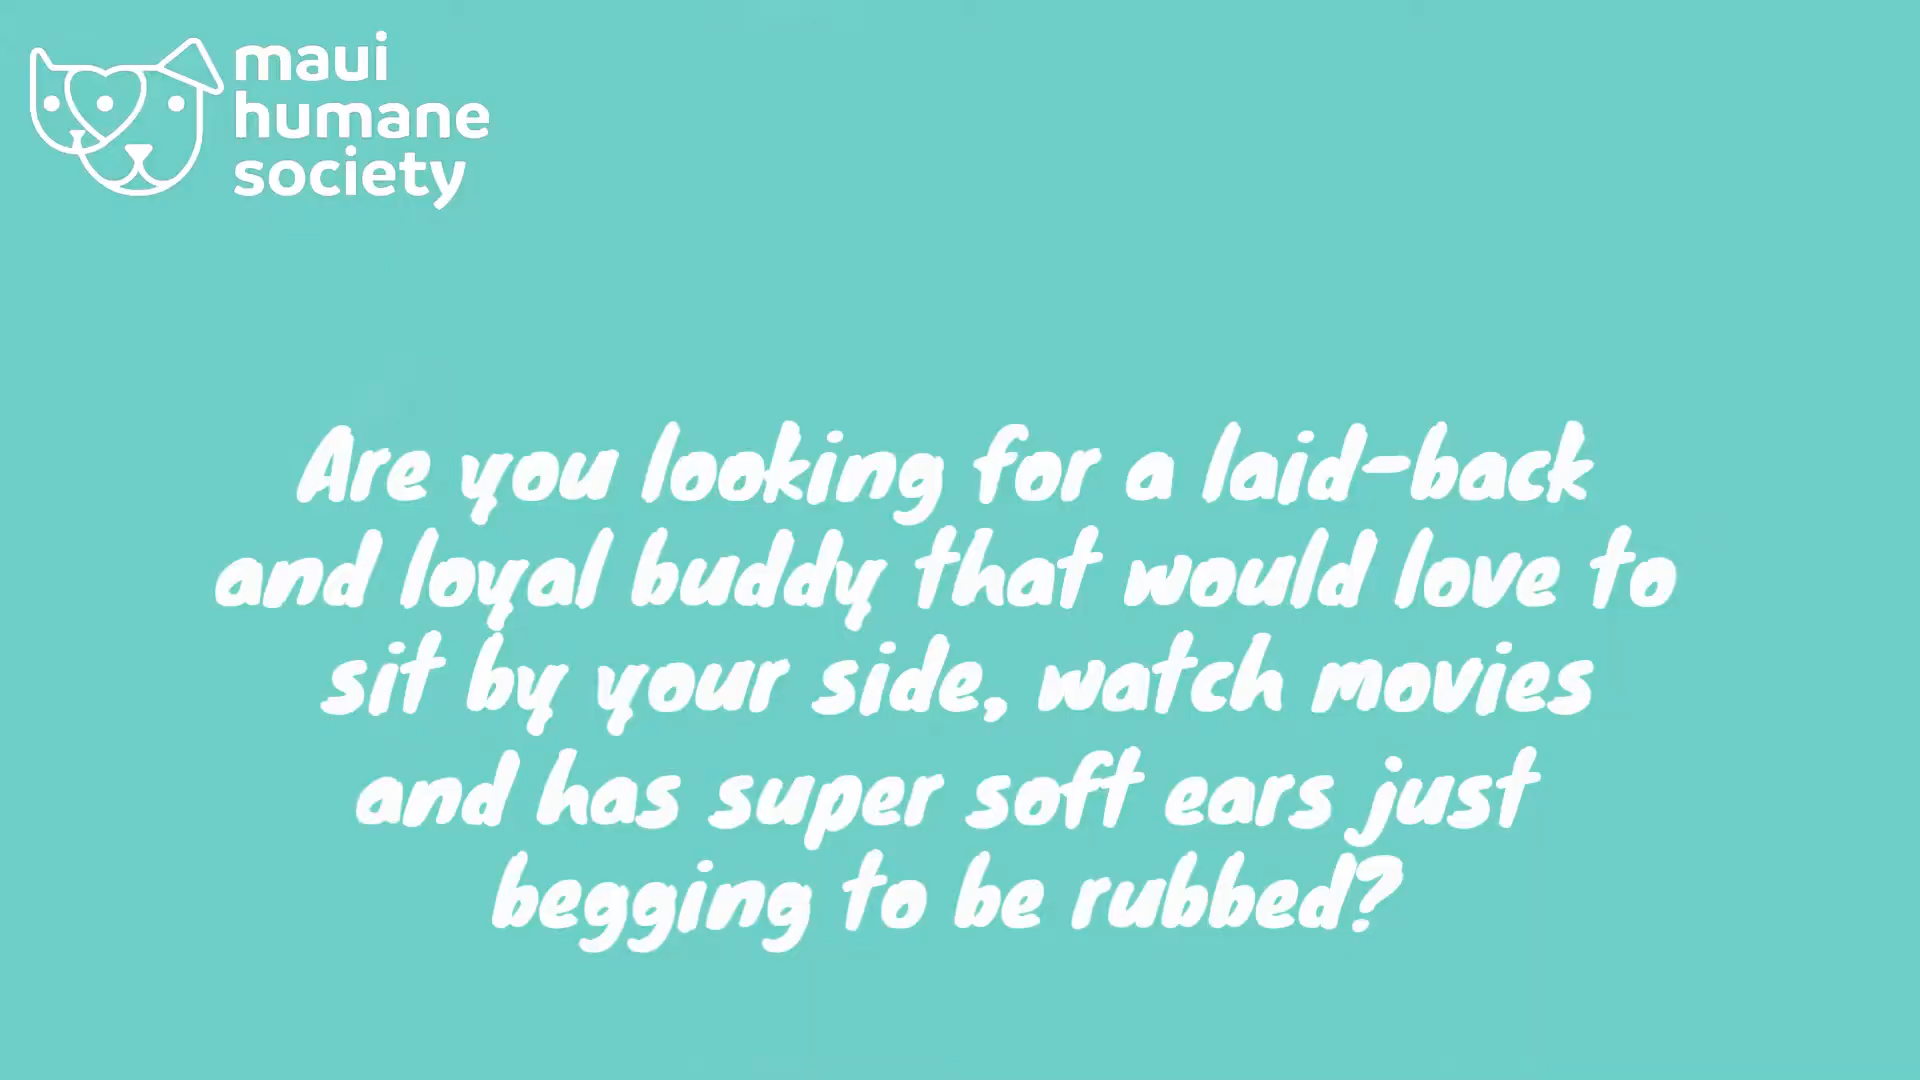 maui
humane
society
Are you looking for a laid-back
and loyal buddy that would love to
sit by your side, watch movies
and has super soft ears just
begging to be rubbed?